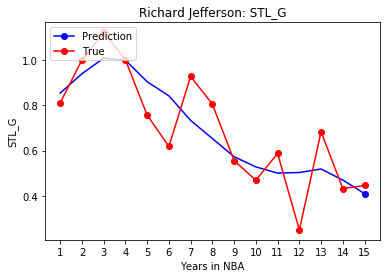 Richard Jefferson: STL_G
Prediction
True
1.0
0.8
0.6
0.4
STL_G
1 2 3 4 5 6 7 8 9 10 11 12 13 14 15
Years in NBA